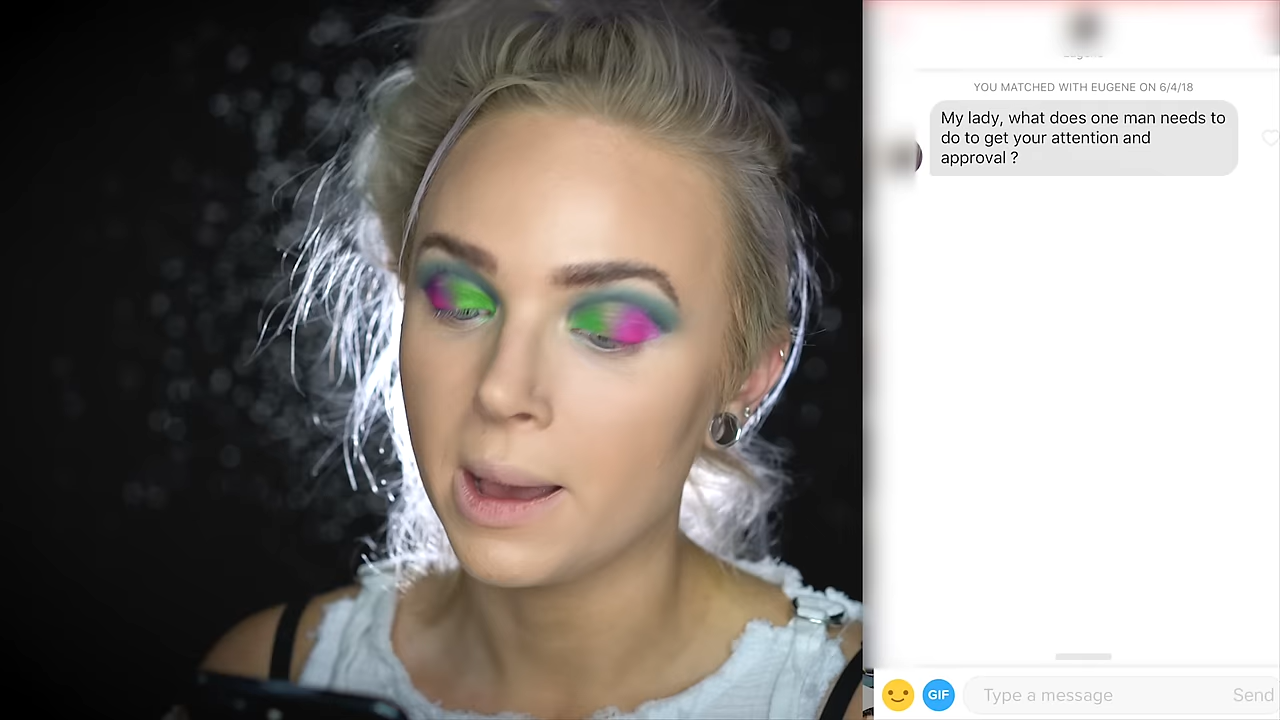 YOU MATCHED WITH EUGENE ON 6/4/18
My lady, what does one man needs to
do to get your attention and
approval ?
GIF
Type a message
Send